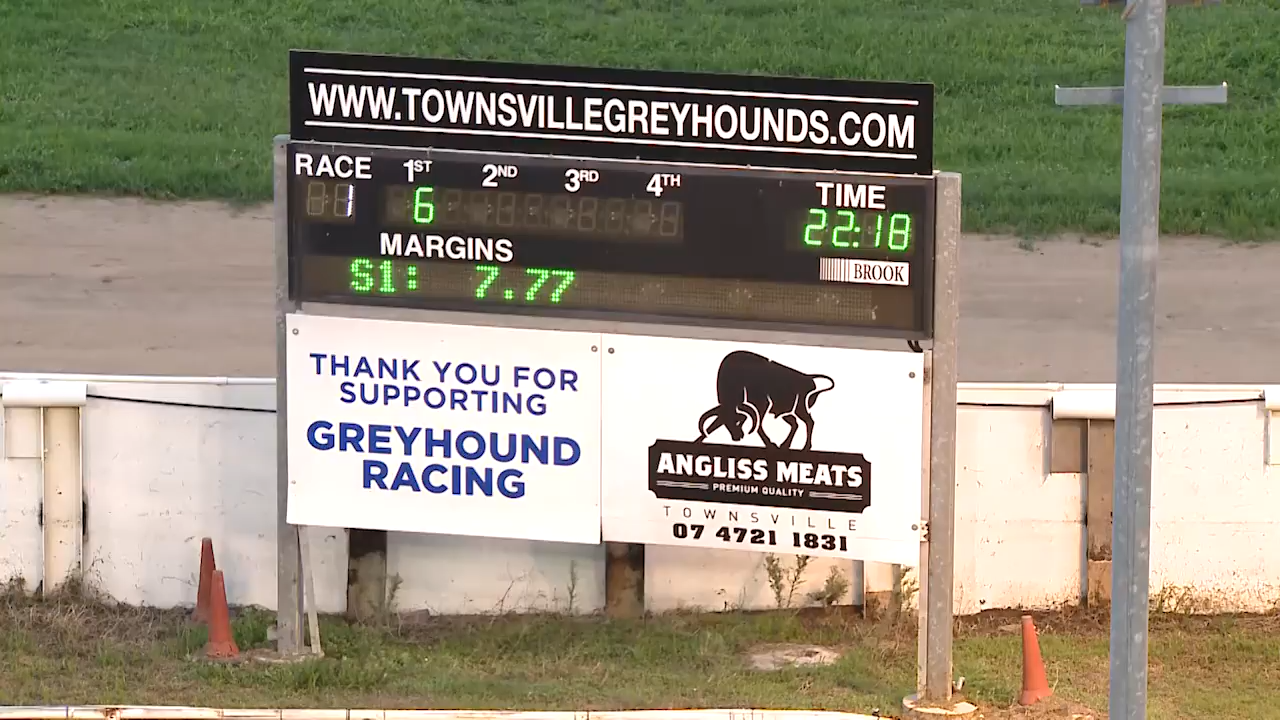 WWW.TOWNSVILLEGREYHOUNDS.COM
RACE 1ST 2ND 3RD 4TH TIME
1 6 22:18
MARGINS
BROOK
S1: 7.77
THANK YOU FOR
SUPPORTING
GREYHOUND
RACING
ANGLISS MEATS
PREMIUM QUALITY
TOWNSVILLE
07 4721 1831